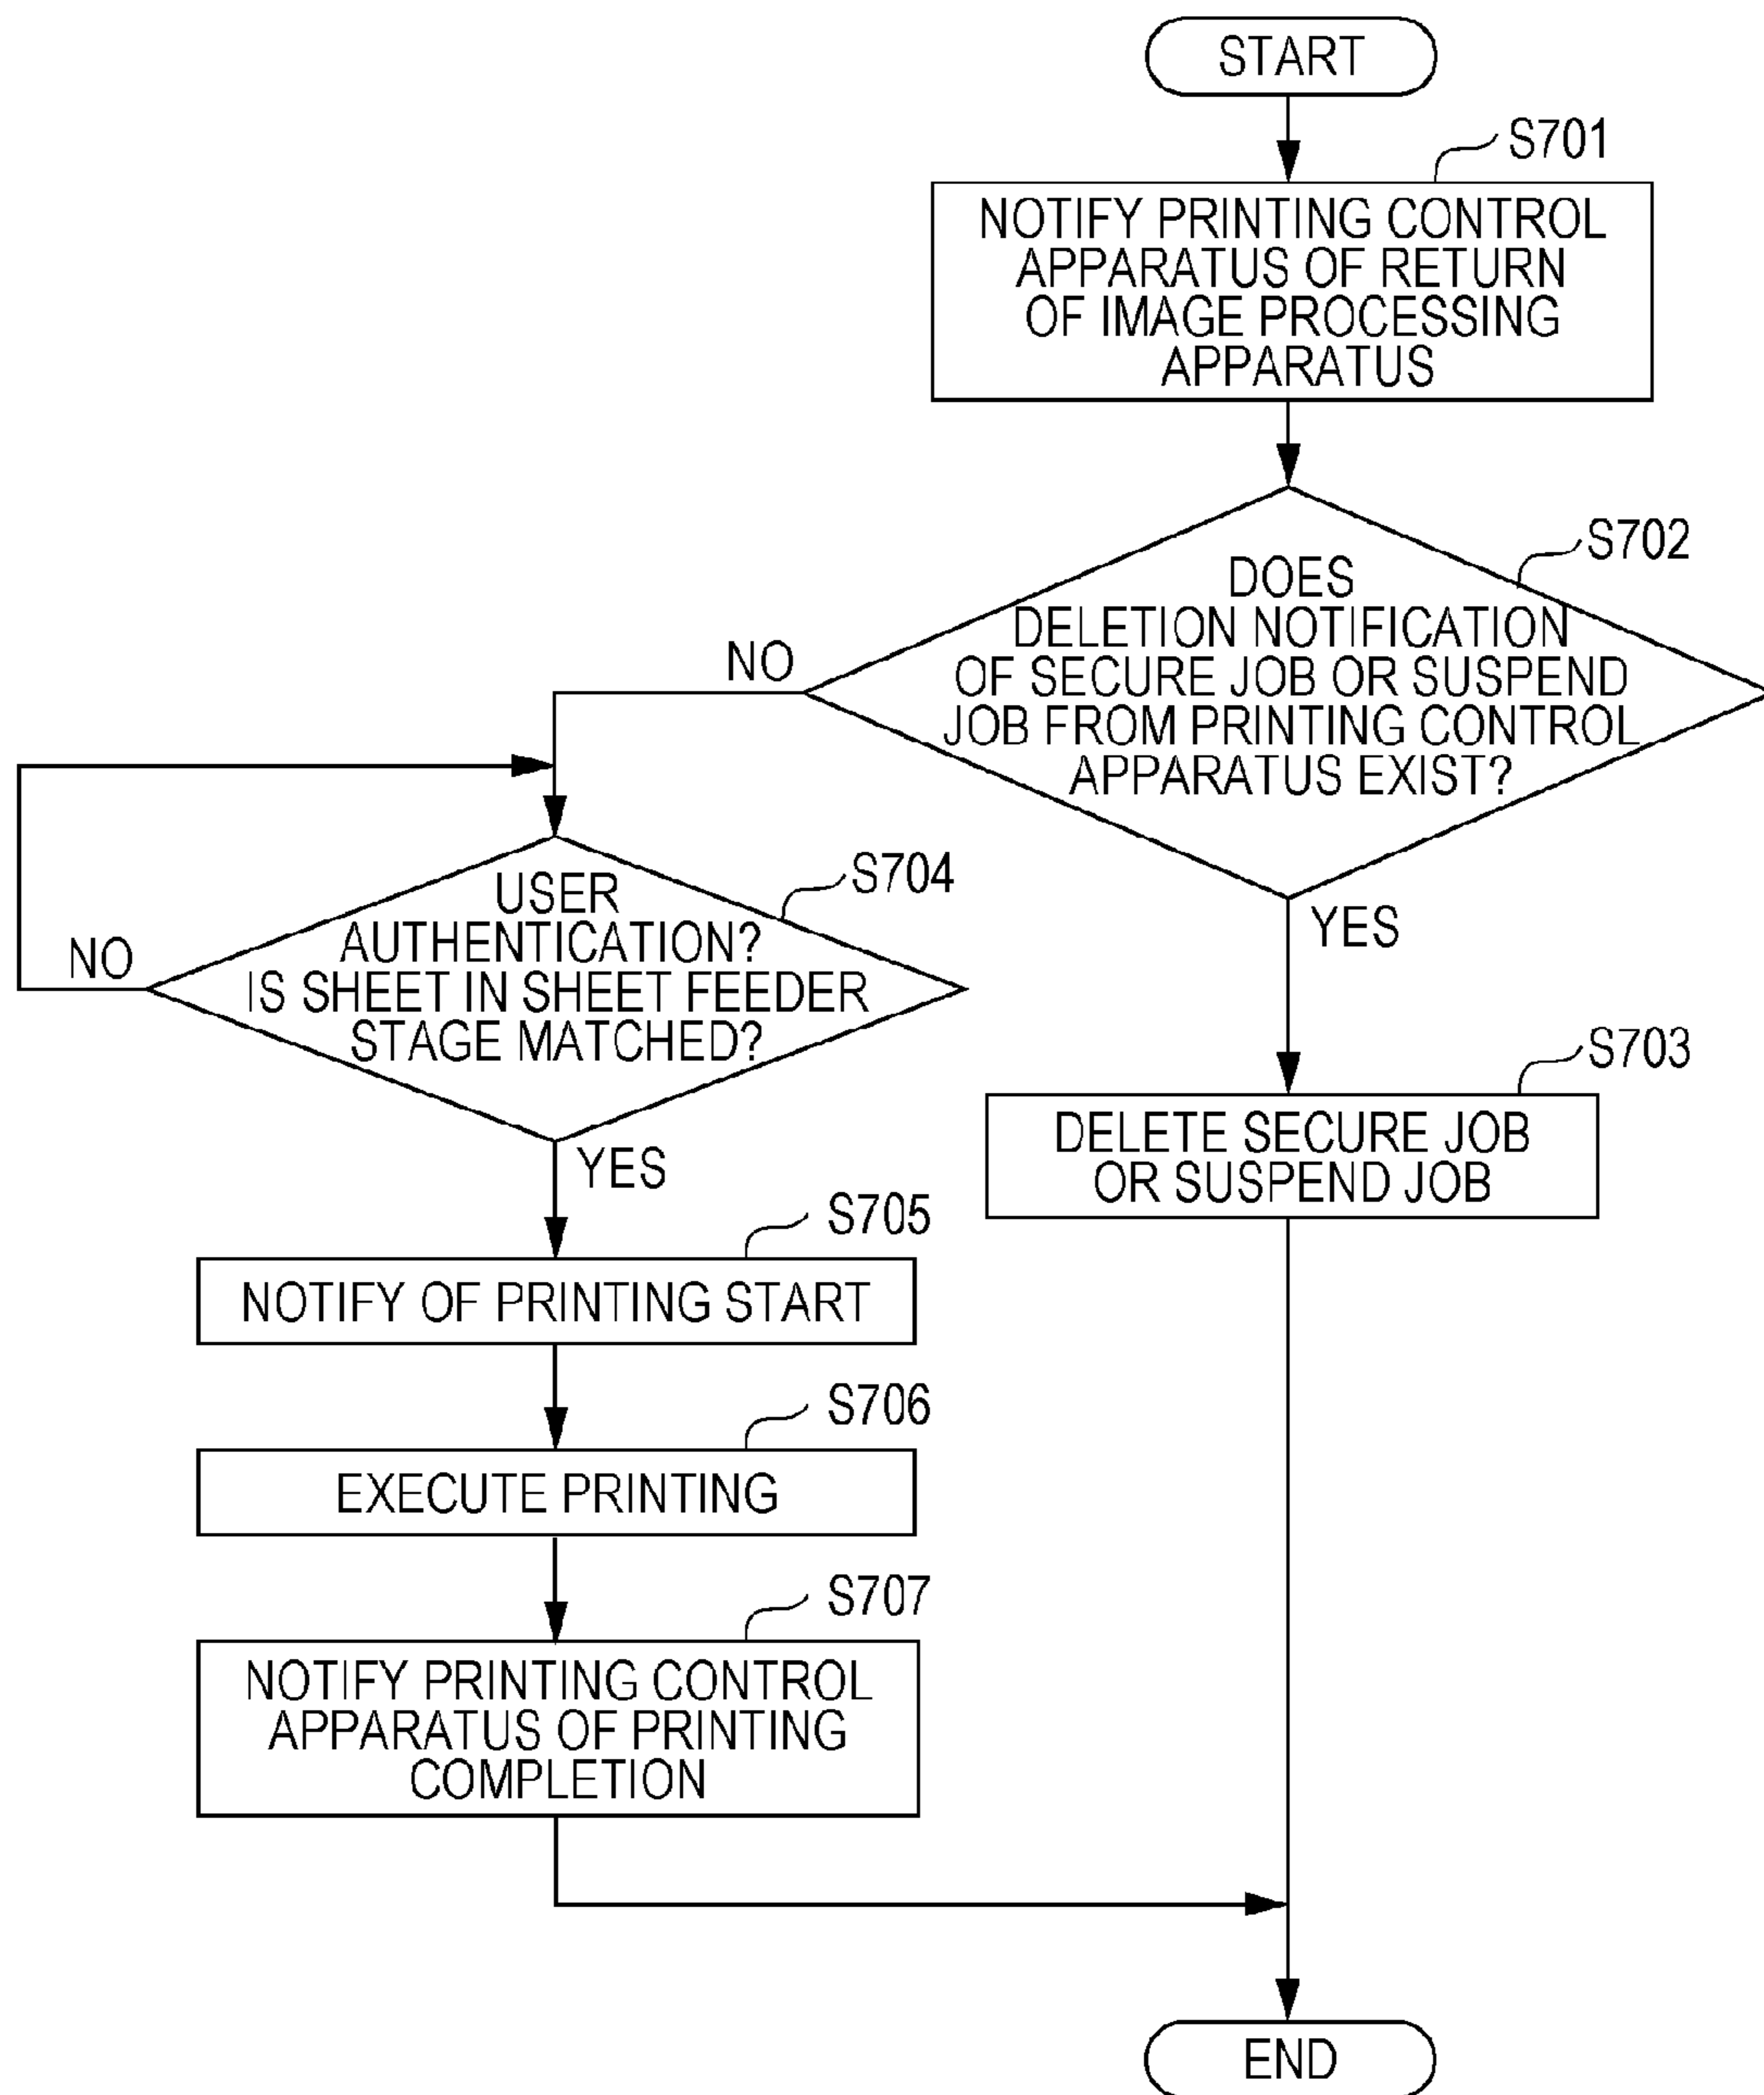 START
S701
NOTIFY PRINTING CONTROL
APPARATUS OF RETURN
OF IMAGE PROCESSING
APPARATUS
S702
DOES
DELETION NOTIFICATION
OF SECURE JOB OR SUSPEND
JOB FROM PRINTING CONTROL
APPARATUS EXIST?
NO
YES
S704
USER
AUTHENTICATION?
IS SHEET IN SHEET FEEDER
STAGE MATCHED?
NO
YES
S703
DELETE SECURE JOB
OR SUSPEND JOB
S705
NOTIFY OF PRINTING START
S706
EXECUTE PRINTING
S707
NOTIFY PRINTING CONTROL
APPARATUS OF PRINTING
COMPLETION
END